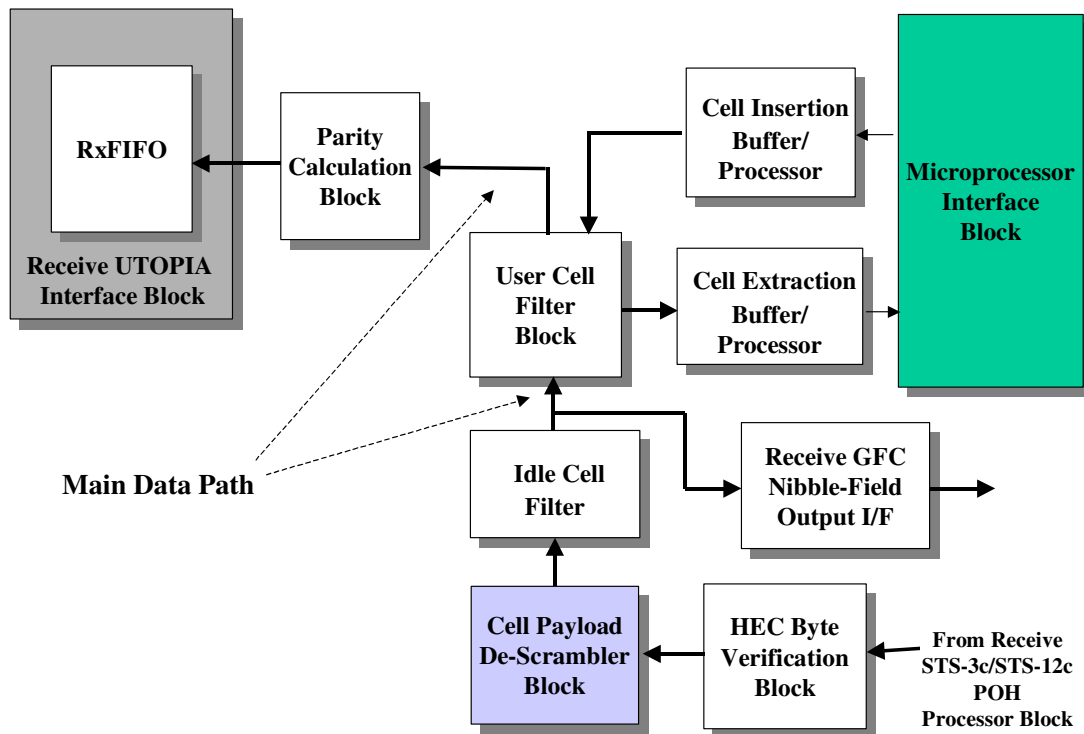 RxFIFO
Receive UTOPIA
Interface Block
Parity
Calculation
Block
Cell Insertion
Buffer/
Processor
Microprocessor
Interface
Block
User Cell
Filter
Block
Cell Extraction
Buffer/
Processor
Main Data Path
Idle Cell
Filter
Receive GFC
Nibble-Field
Output I/F
Cell Payload
De-Scrambler
Block
HEC Byte
Verification
Block
From Receive
STS-3c/STS-12c
POH
Processor Block